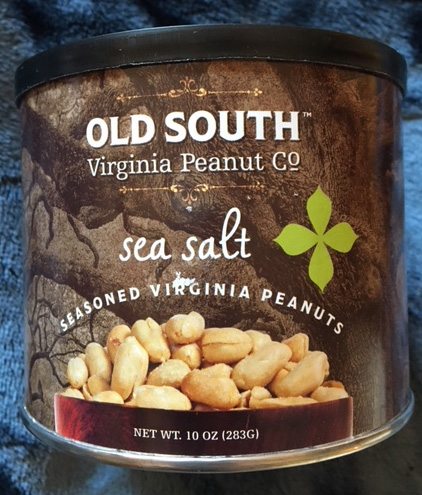 OLD SOUTH™
Virginia Peanut Co
sea salt
SEASONED VIRGINIA PEANUTS
NET WT. 10 OZ (283G)